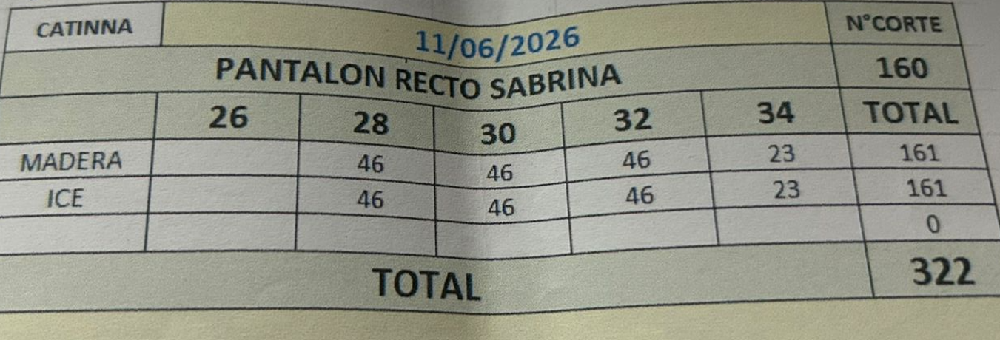 CATINNA 11/06/2026 N°CORTE
PANTALON RECTO SABRINA 160
26 28 30 32 34 TOTAL
MADERA 46 46 46 23 161
ICE 46 46 46 23 161
0
TOTAL 322